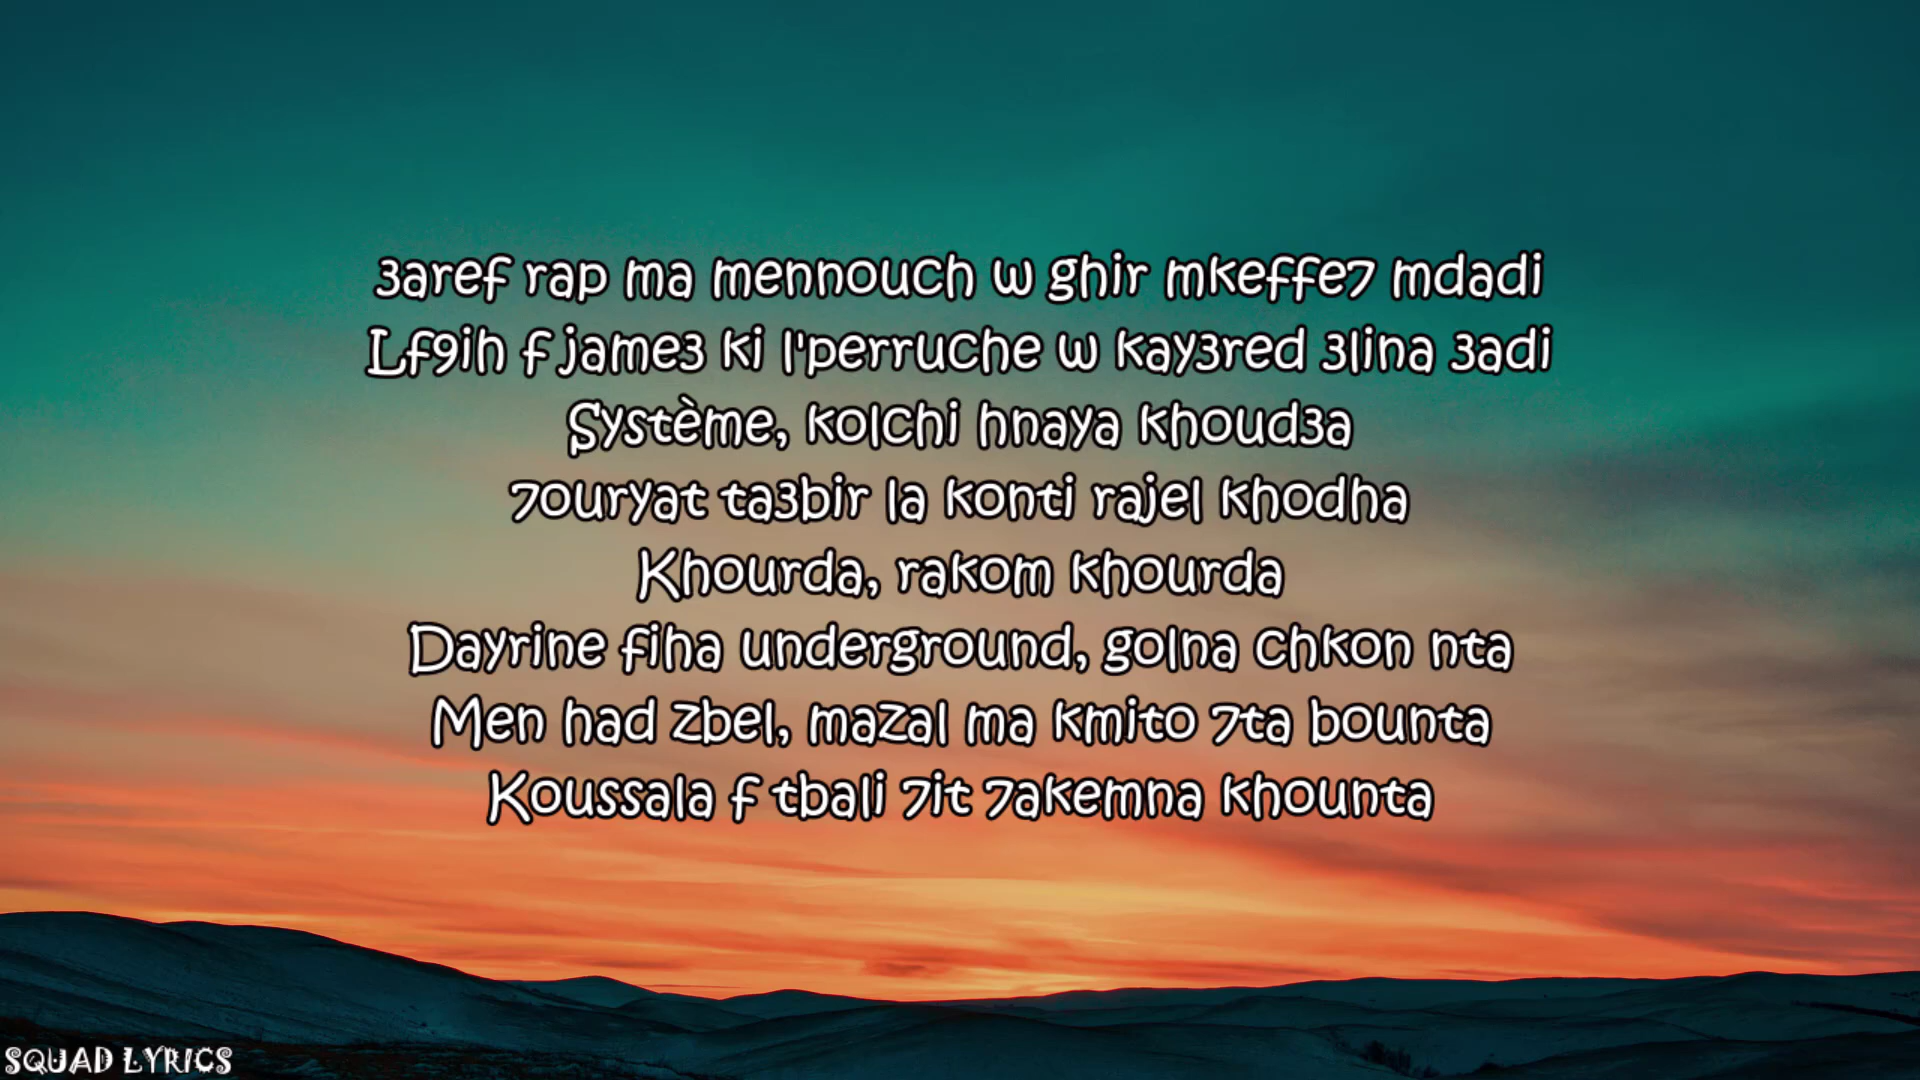 3aref rap ma mennouch w ghir mkeffe7 mdadi
Lf9ih f jame3 ki l'perruche w kay3red 3lina 3adi
Système, kolchi hnaya khoud3a
7ouryat ta3bir la konti rajel khodha
Khourda, rakom khourda
Dayrine fiha underground, golna chkon nta
Men had zbel, mazal ma kmito 7ta bounta
Koussala f tbali 7it 7akemna khounta
SQUAD LYRICS